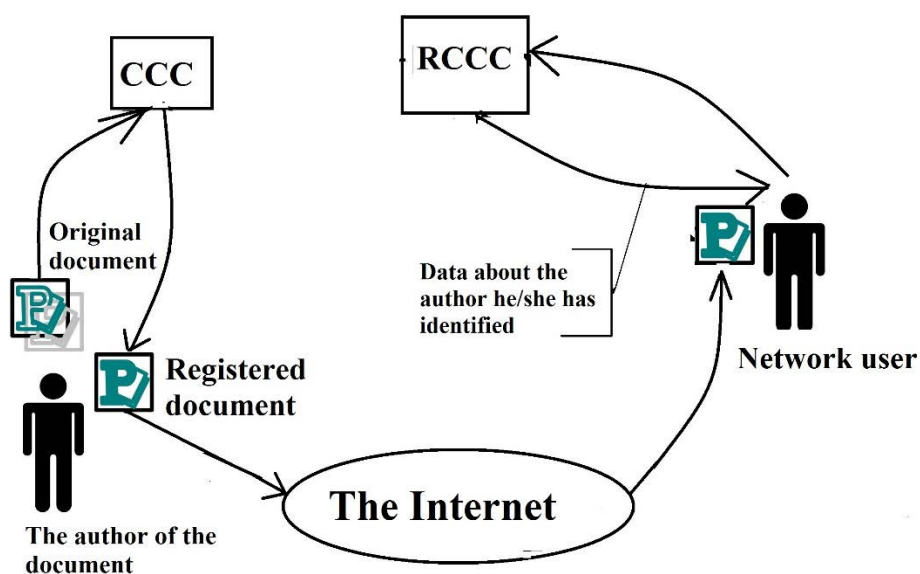 CCC
RCCC
Original
document
Data about the
author he/she has
identified
Network user
Registered
document
The Internet
The author of the
document